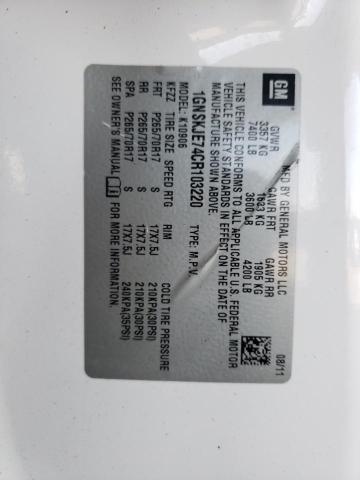 GM
MFD BY GENERAL MOTORS LLC 08/11
GVWR GAWR FRT GAWR RR
3357 KG 1633 KG 1905 KG
7400 LB 3600 LB 4200 LB
THIS VEHICLE CONFORMS TO ALL APPLICABLE U.S. FEDERAL MOTOR
VEHICLE SAFETY STANDARDS IN EFFECT ON THE DATE OF
MANUFACTURE SHOWN ABOVE.
1GNSKJE74CR103220 TYPE: M.P.V.
MODEL: K10906
KFZZ TIRE SIZE SPEED RTG RIM COLD TIRE PRESSURE
FRT P265/70R17 S 17X7.5J 210KPA(30PSI)
RR P265/70R17 S 17X7.5J 210KPA(30PSI)
SPA P265/70R17 S 17X7.5J 240KPA(35PSI)
SEE OWNER'S MANUAL FOR MORE INFORMATION.